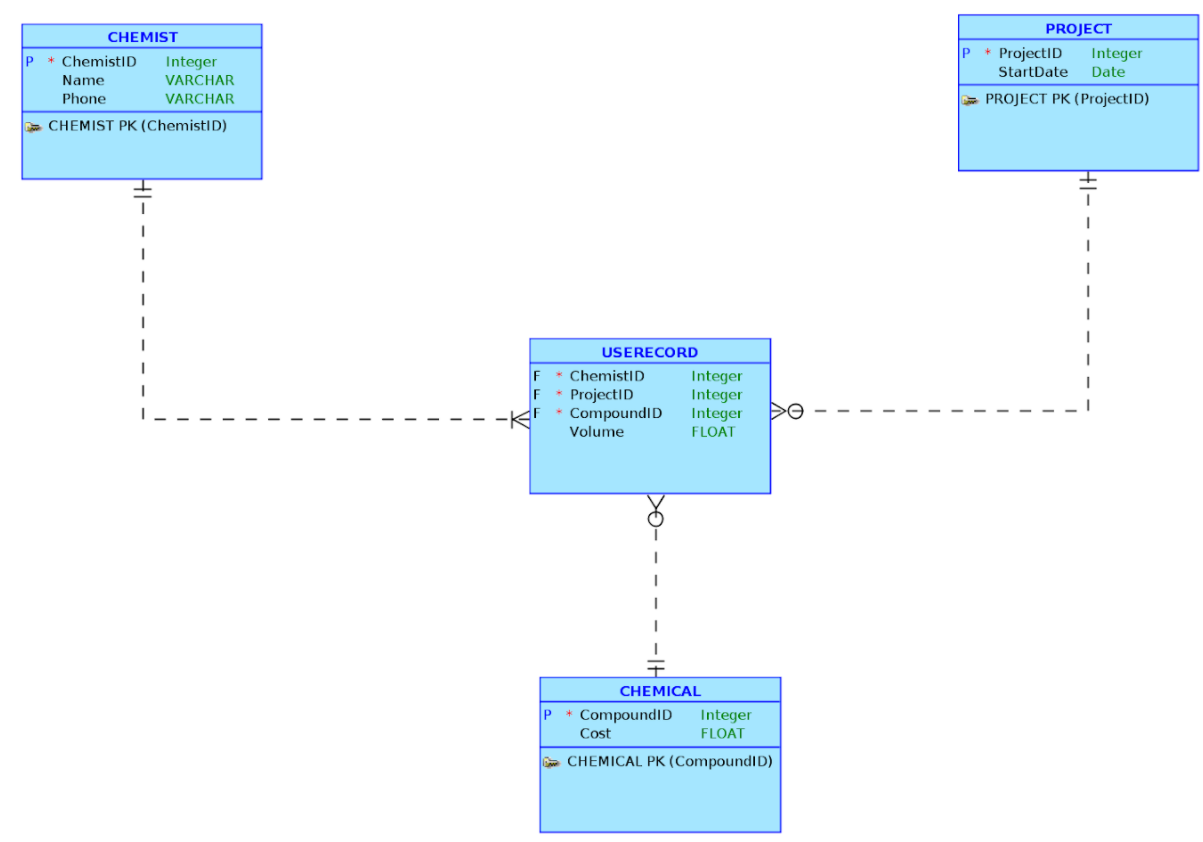 CHEMIST
P * ChemistID Integer
Name VARCHAR
Phone VARCHAR
CHEMIST PK (ChemistID)
PROJECT
P * ProjectID Integer
StartDate Date
PROJECT PK (ProjectID)
USERECORD
F * ChemistID Integer
F * ProjectID Integer
F * CompoundID Integer
Volume FLOAT
CHEMICAL
P * CompoundID Integer
Cost FLOAT
CHEMICAL PK (CompoundID)